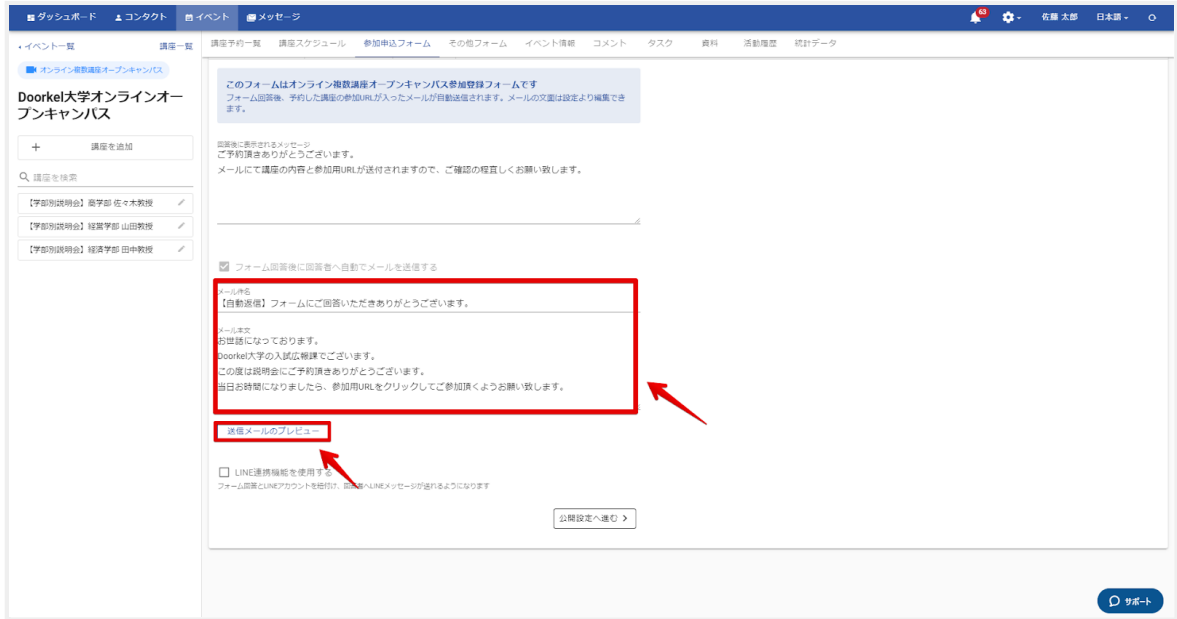 ダッシュボード コンタクト イベント メッセージ 63 佐藤 太郎 日本語
イベント一覧 講座一覧
講座予約一覧 講座スケジュール 参加申込フォーム その他フォーム イベント情報 コメント タスク 資料 活動履歴 統計データ
オンライン複数講座オープンキャンパス
Doorkel大学オンラインオー
プンキャンパス
+ 講座を追加
講座を検索
【学部別説明会】商学部 佐々木教授
【学部別説明会】経営学部 山田教授
【学部別説明会】経済学部 田中教授
このフォームはオンライン複数講座オープンキャンパス参加登録フォームです
フォーム回答後、予約した講座の参加URLが入ったメールが自動送信されます。メールの文面は設定より編集でき
ます。
回答後に表示されるメッセージ
ご予約頂きありがとうございます。
メールにて講座の内容と参加用URLが送付されますので、ご確認の程宜しくお願い致します。
フォーム回答後に回答者へ自動でメールを送信する
メール件名
【自動返信】フォームにご回答いただきありがとうございます。
メール本文
お世話になっております。
Doorkel大学の入試広報課でございます。
この度は説明会にご予約頂きありがとうございます。
当日お時間になりましたら、参加用URLをクリックしてご参加頂くようお願い致します。
送信メールのプレビュー
LINE連携機能を使用する
フォーム回答とLINEアカウントを紐付け、回答者へLINEメッセージが送れるようになります
公開設定へ進む
サポート